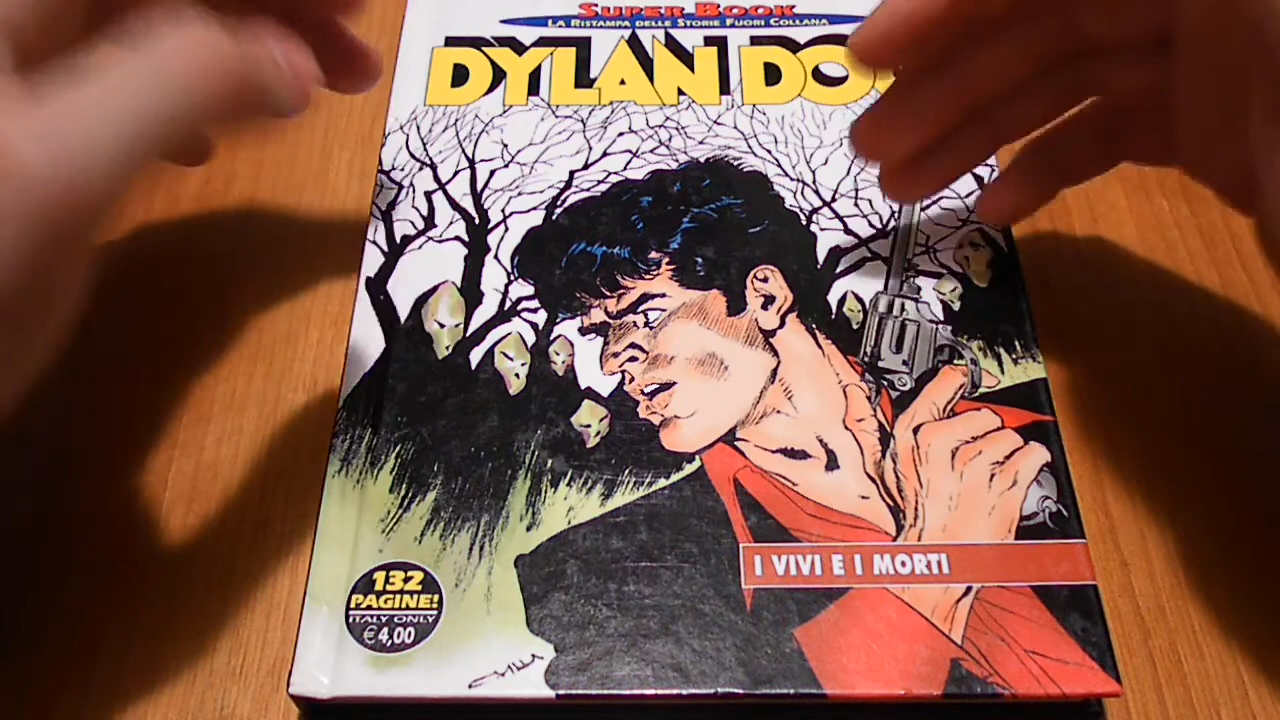 SUPER BOOK
LA RISTAMPA DELLE STORIE FUORI COLLANA
DYLAN DO
I VIVI E I MORTI
132
PAGINE!
ITALY ONLY
€4,00